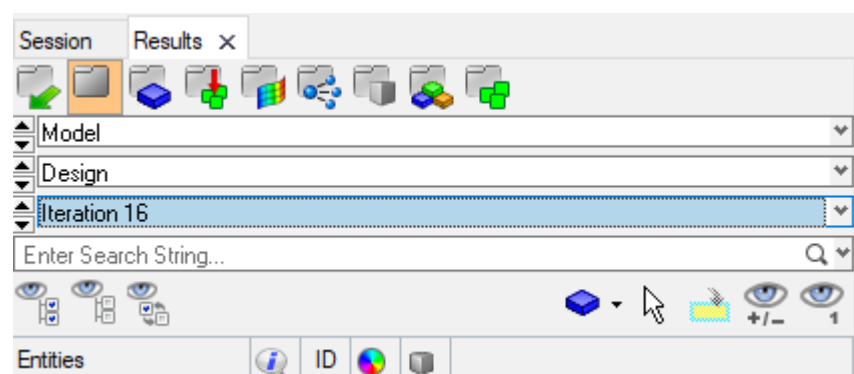 Session Results
Model
Design
Iteration 16
Enter Search String...
+/- 1
Entities ID